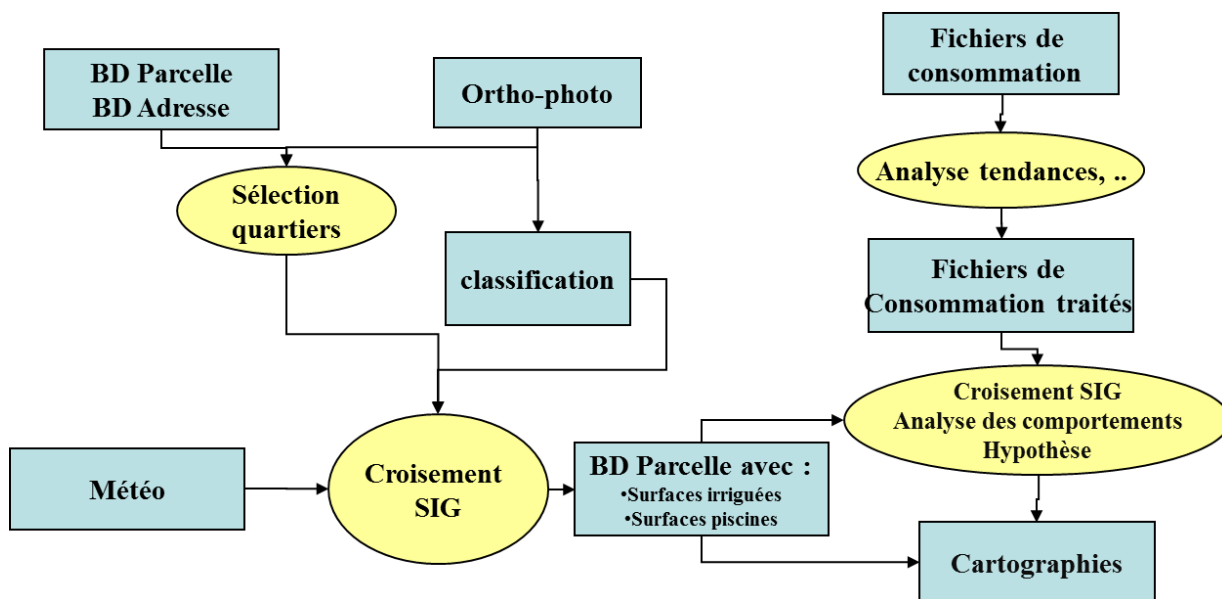 BD Parcelle
BD Adresse
Ortho-photo
Fichiers de
consommation
Sélection
quartiers
Analyse tendances, ..
classification
Fichiers de
Consommation traités
Croisement SIG
Analyse des comportements
Hypothèse
Météo
Croisement
SIG
BD Parcelle avec :
•Surfaces irriguées
•Surfaces piscines
Cartographies